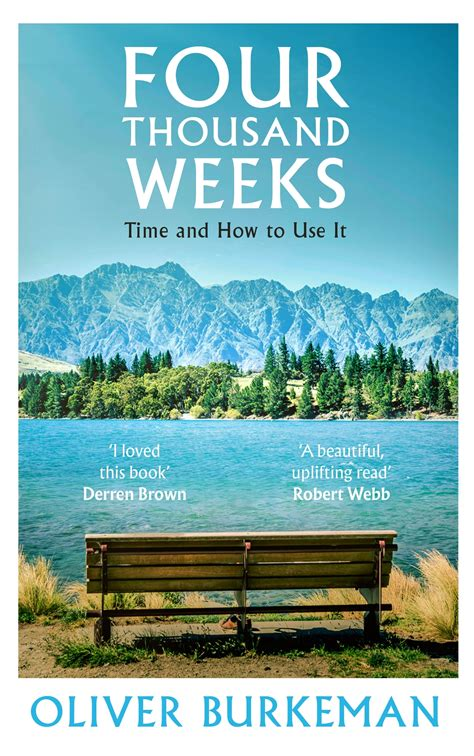 FOUR
THOUSAND
WEEKS
Time and How to Use It
‘I loved
this book’
Derren Brown
‘A beautiful,
uplifting read’
Robert Webb
OLIVER BURKEMAN